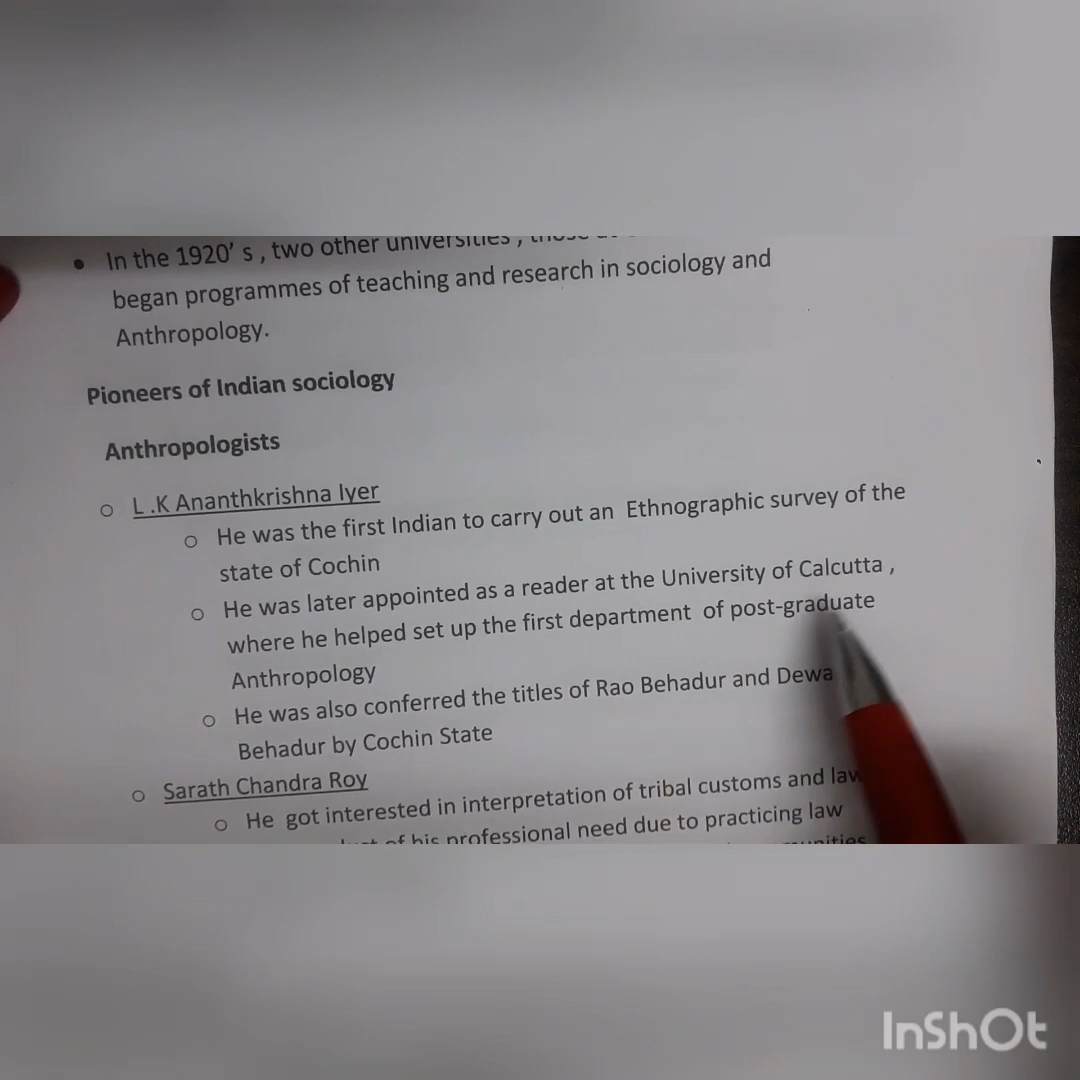 In the 1920' s , two other universities ,
began programmes of teaching and research in sociology and
Anthropology.
Pioneers of Indian sociology
Anthropologists
L .K Ananthkrishna Iyer
He was the first Indian to carry out an Ethnographic survey of the
state of Cochin
He was later appointed as a reader at the University of Calcutta ,
where he helped set up the first department of post-graduate
Anthropology
He was also conferred the titles of Rao Behadur and Dewa
Behadur by Cochin State
Sarath Chandra Roy
He got interested in interpretation of tribal customs and law
of his professional need due to practicing law
InShOt